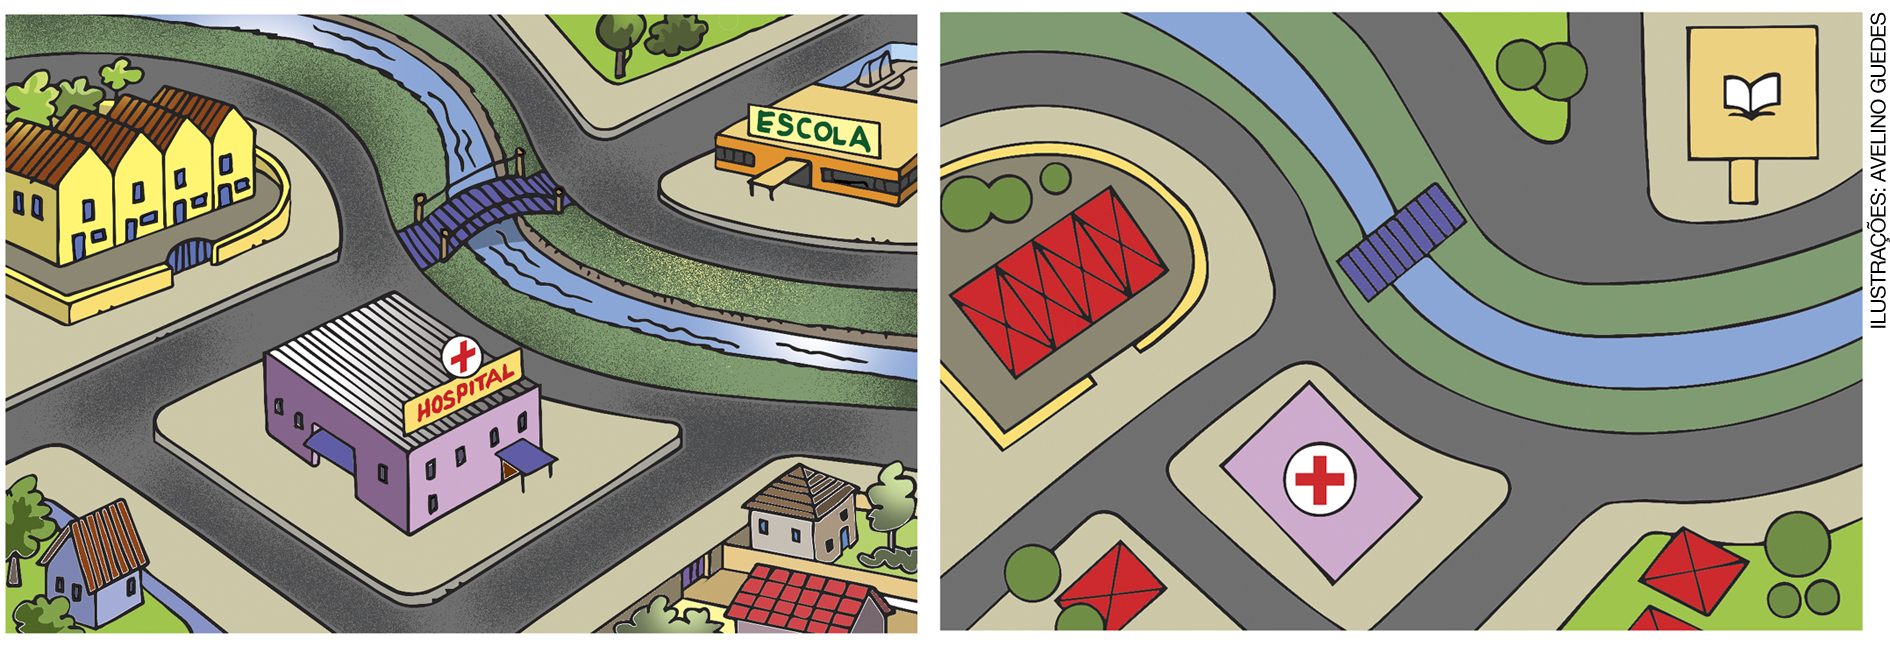 ESCOLA
HOSPITAL
ILUSTRAÇÕES: AVELINO GUEDES